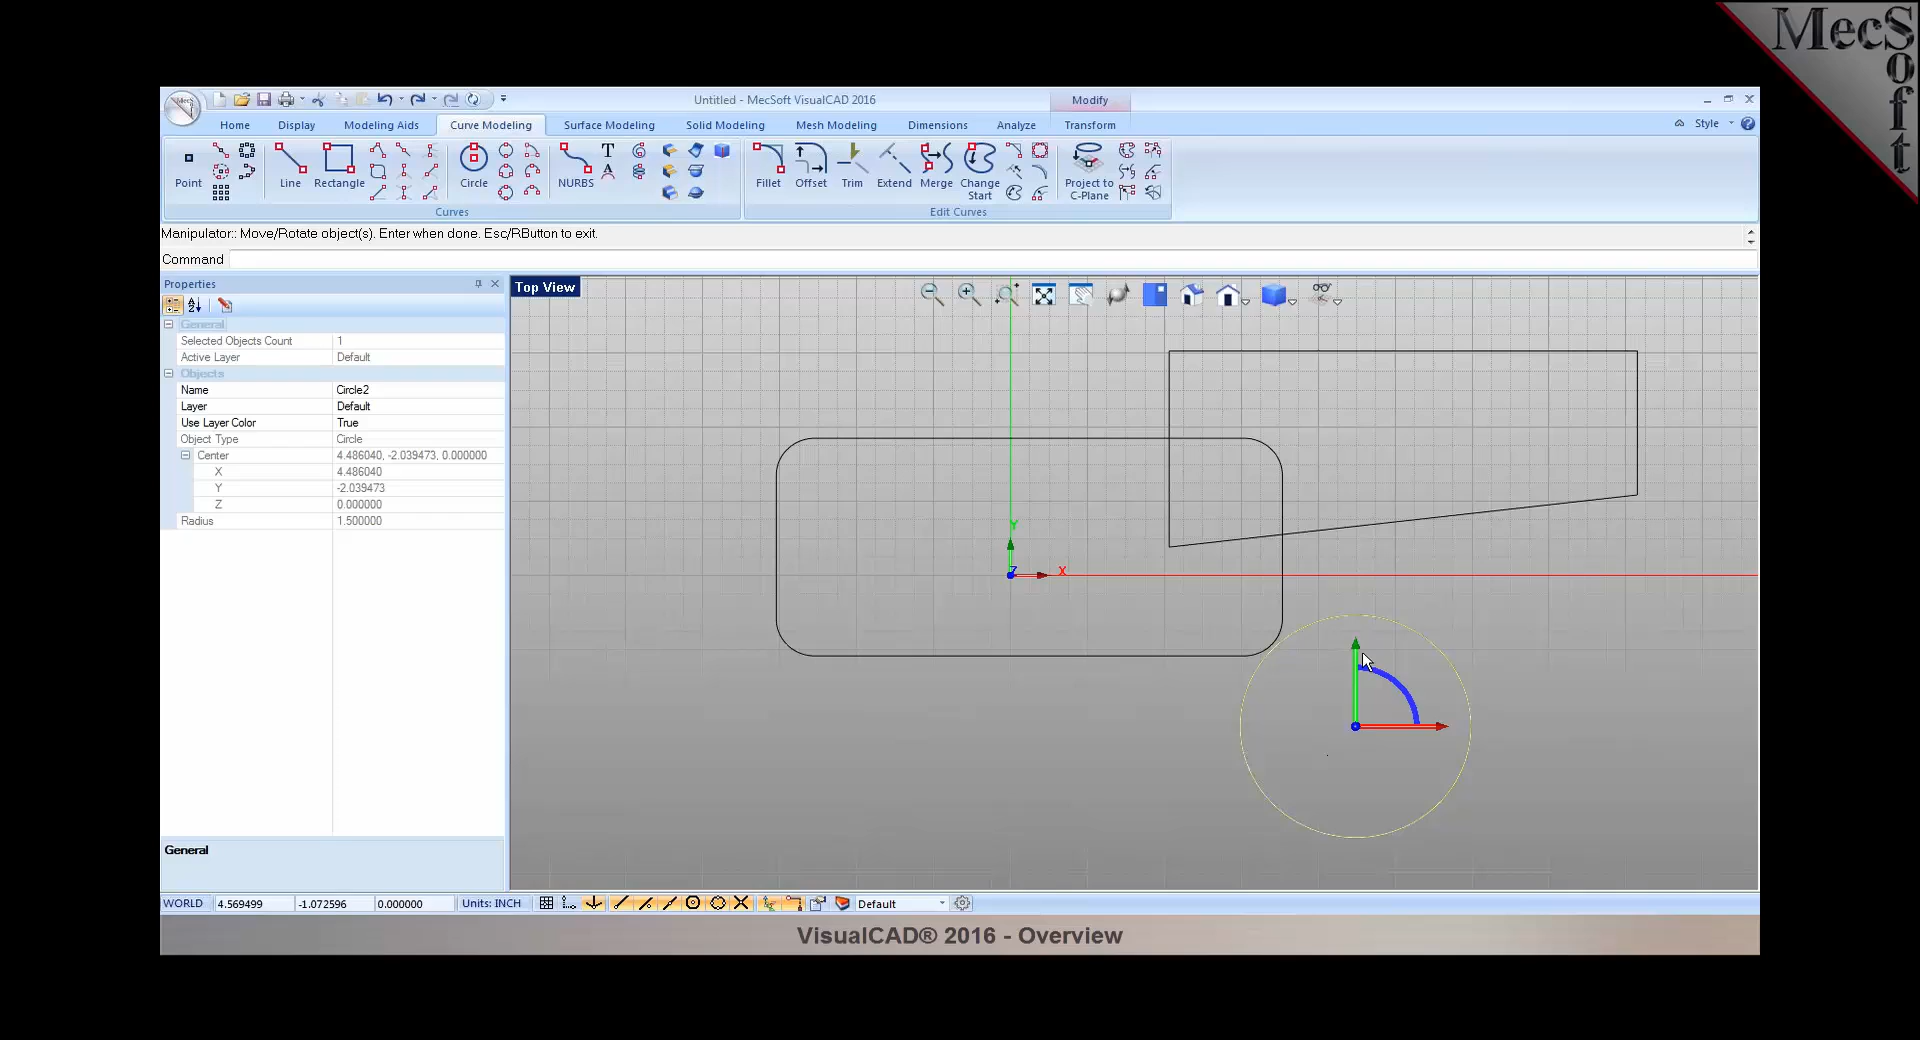 MecSoft
Untitled - MecSoft VisualCAD 2016
Modify
Home Display Modeling Aids Curve Modeling Surface Modeling Solid Modeling Mesh Modeling Dimensions Analyze Transform
Style
Point Line Rectangle Circle NURBS Fillet Offset Trim Extend Merge Change Start Project to C-Plane
Curves Edit Curves
Manipulator:: Move/Rotate object(s). Enter when done. Esc/RButton to exit.
Command
Properties
Top View
General
Selected Objects Count 1
Active Layer Default
Objects
Name Circle2
Layer Default
Use Layer Color True
Object Type Circle
Center 4.486040, -2.039473, 0.000000
X 4.486040
Y -2.039473
Z 0.000000
Radius 1.500000
Y
Z
X
General
WORLD 4.569499 -1.072596 0.000000 Units: INCH Default
VisualCAD® 2016 - Overview